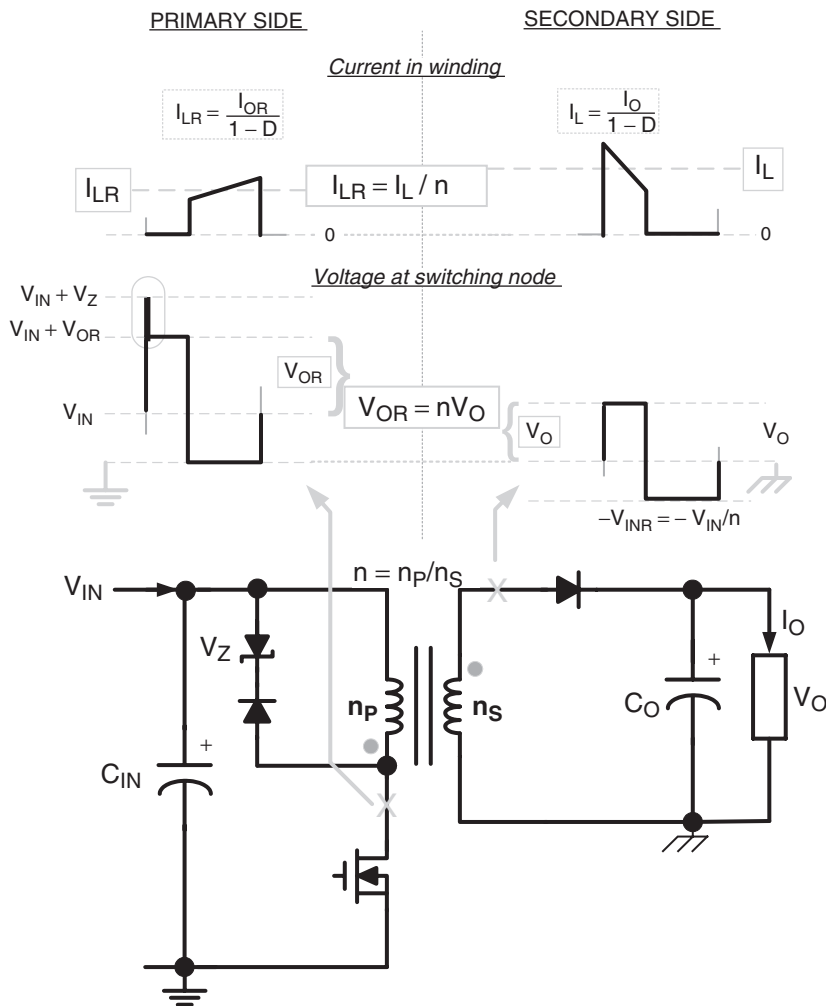 PRIMARY SIDE
SECONDARY SIDE
Current in winding
I_LR = I_OR / 1 − D
I_L = I_O / 1 − D
I_LR
I_LR = I_L / n
I_L
0
0
Voltage at switching node
V_IN + V_Z
V_IN + V_OR
V_OR
V_IN
V_OR = nV_O
V_O
V_O
−V_INR = − V_IN/n
V_IN
n = n_P/n_S
V_Z
n_P
n_S
+
C_IN
+
C_O
I_O
V_O